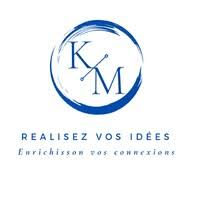 K
M
REALISEZ VOS IDÉES
Enrichisson vos connexions